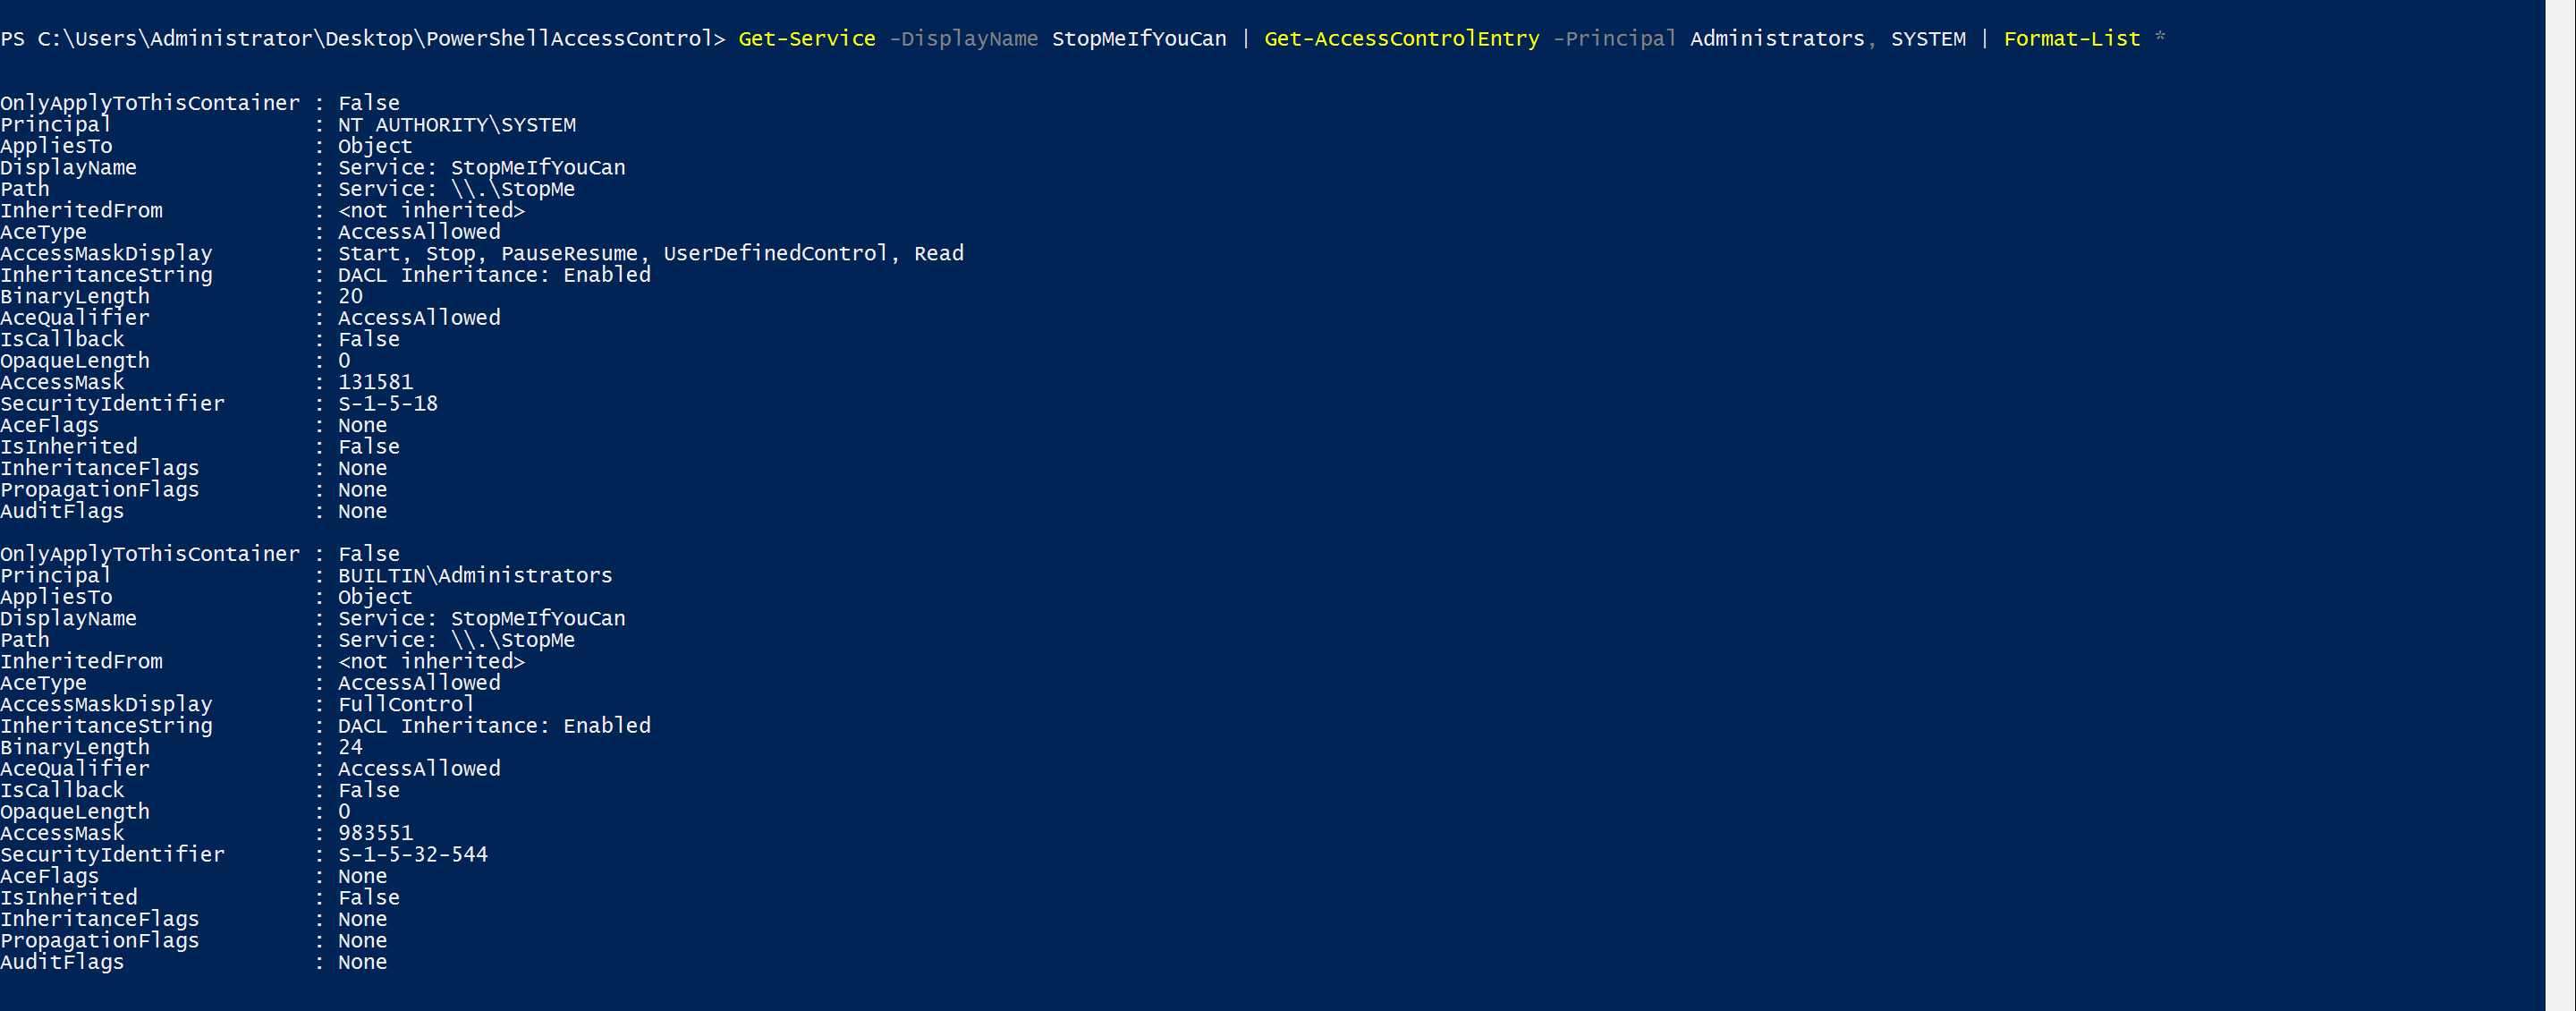 PS C:\Users\Administrator\Desktop\PowerShellAccessControl> Get-Service -DisplayName StopMeIfYouCan | Get-AccessControlEntry -Principal Administrators, SYSTEM | Format-List *
OnlyApplyToThisContainer : False
Principal                : NT AUTHORITY\SYSTEM
AppliesTo                : Object
DisplayName              : Service: StopMeIfYouCan
Path                     : Service: \\.\StopMe
InheritedFrom            : <not inherited>
AceType                  : AccessAllowed
AccessMaskDisplay        : Start, Stop, PauseResume, UserDefinedControl, Read
InheritanceString        : DACL Inheritance: Enabled
BinaryLength             : 20
AceQualifier             : AccessAllowed
IsCallback               : False
OpaqueLength             : 0
AccessMask               : 131581
SecurityIdentifier       : S-1-5-18
AceFlags                 : None
IsInherited              : False
InheritanceFlags         : None
PropagationFlags         : None
AuditFlags               : None
OnlyApplyToThisContainer : False
Principal                : BUILTIN\Administrators
AppliesTo                : Object
DisplayName              : Service: StopMeIfYouCan
Path                     : Service: \\.\StopMe
InheritedFrom            : <not inherited>
AceType                  : AccessAllowed
AccessMaskDisplay        : FullControl
InheritanceString        : DACL Inheritance: Enabled
BinaryLength             : 24
AceQualifier             : AccessAllowed
IsCallback               : False
OpaqueLength             : 0
AccessMask               : 983551
SecurityIdentifier       : S-1-5-32-544
AceFlags                 : None
IsInherited              : False
InheritanceFlags         : None
PropagationFlags         : None
AuditFlags               : None